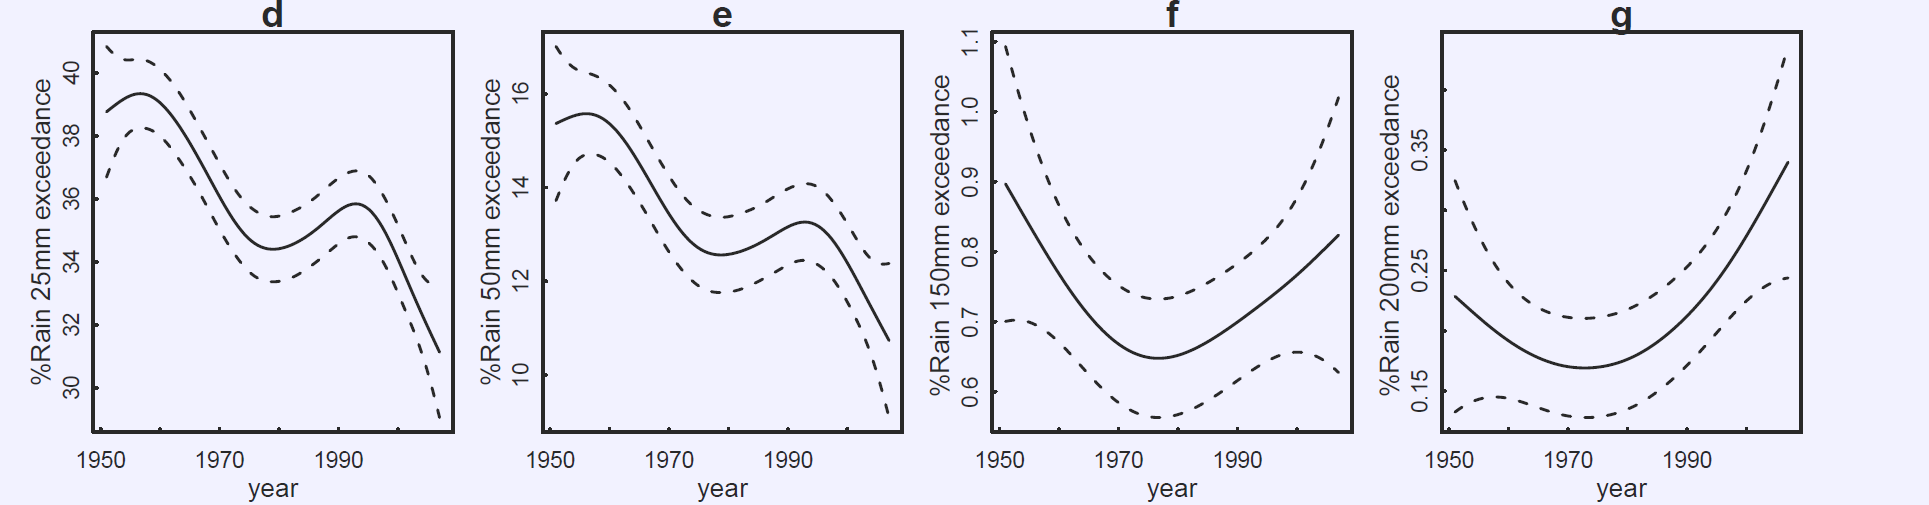 d
%Rain 25mm exceedance
40
38
36
34
32
30
1950 1970 1990
year
e
%Rain 50mm exceedance
16
14
12
10
1950 1970 1990
year
f
%Rain 150mm exceedance
1.1
1.0
0.9
0.8
0.7
0.6
1950 1970 1990
year
g
%Rain 200mm exceedance
0.35
0.25
0.15
1950 1970 1990
year